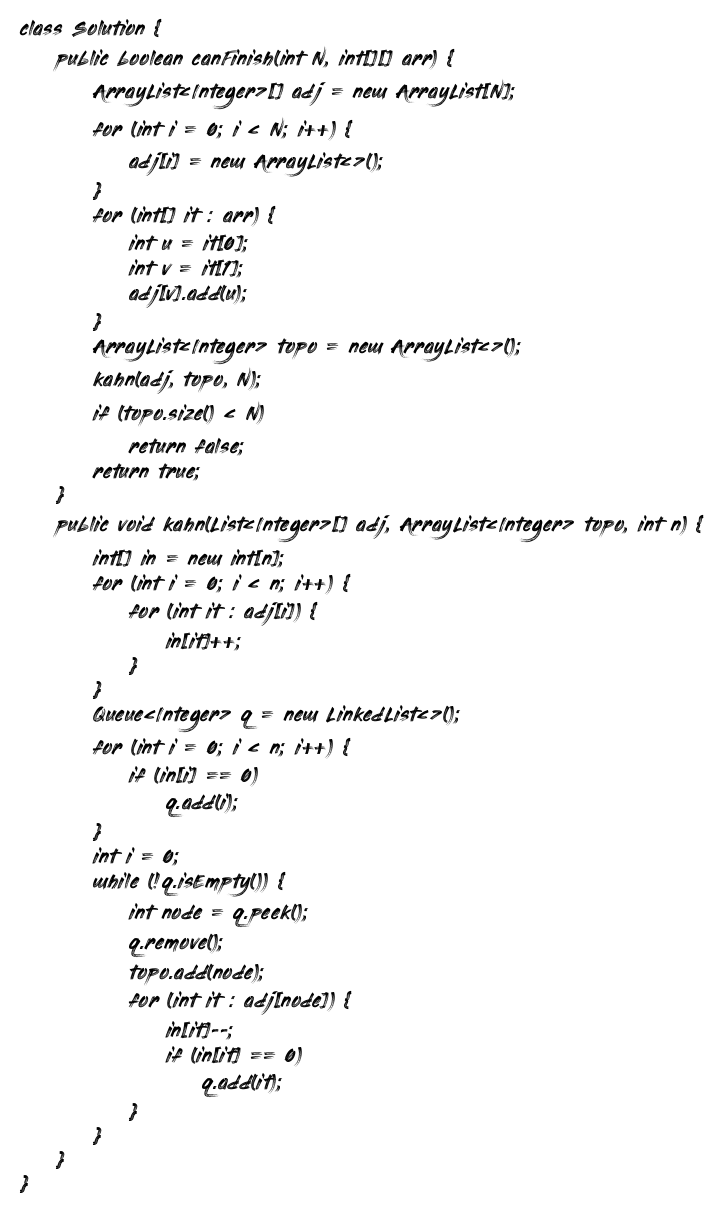 class Solution {
    public boolean canFinish(int N, int[][] arr) {
        ArrayList<Integer>[] adj = new ArrayList[N];
        for (int i = 0; i < N; i++) {
            adj[i] = new ArrayList<>();
        }
        for (int[] it : arr) {
            int u = it[0];
            int v = it[1];
            adj[v].add(u);
        }
        ArrayList<Integer> topo = new ArrayList<>();
        kahn(adj, topo, N);
        if (topo.size() < N)
            return false;
        return true;
    }
    public void kahn(List<Integer>[] adj, ArrayList<Integer> topo, int n) {
        int[] in = new int[n];
        for (int i = 0; i < n; i++) {
            for (int it : adj[i]) {
                in[it]++;
            }
        }
        Queue<Integer> q = new LinkedList<>();
        for (int i = 0; i < n; i++) {
            if (in[i] == 0)
                q.add(i);
        }
        int i = 0;
        while (!q.isEmpty()) {
            int node = q.peek();
            q.remove();
            topo.add(node);
            for (int it : adj[node]) {
                in[it]--;
                if (in[it] == 0)
                    q.add(it);
            }
        }
    }
}